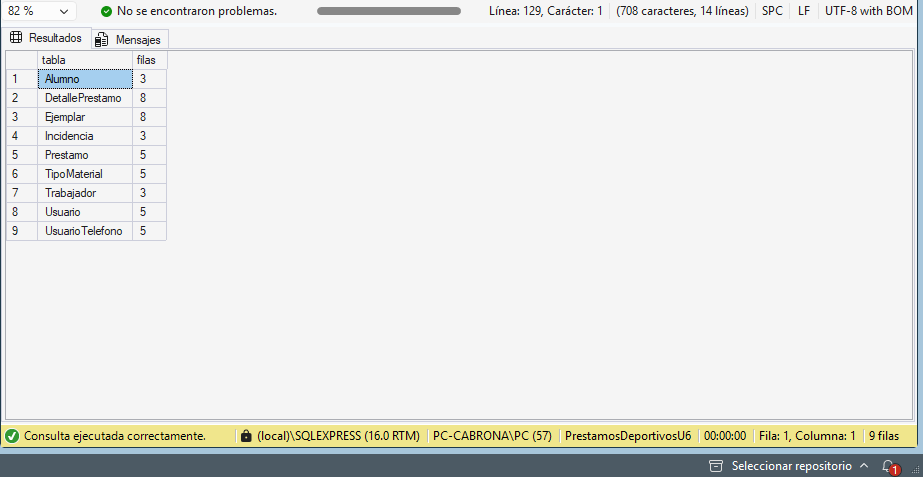 82 % No se encontraron problemas. Línea: 129, Carácter: 1 (708 caracteres, 14 líneas) SPC LF UTF-8 with BOM
Resultados Mensajes
tabla filas
1 Alumno 3
2 DetallePrestamo 8
3 Ejemplar 8
4 Incidencia 3
5 Prestamo 5
6 TipoMaterial 5
7 Trabajador 3
8 Usuario 5
9 UsuarioTelefono 5
Consulta ejecutada correctamente. (local)\SQLEXPRESS (16.0 RTM) PC-CABRONA\PC (57) PrestamosDeportivosU6 00:00:00 Fila: 1, Columna: 1 9 filas
Seleccionar repositorio 1